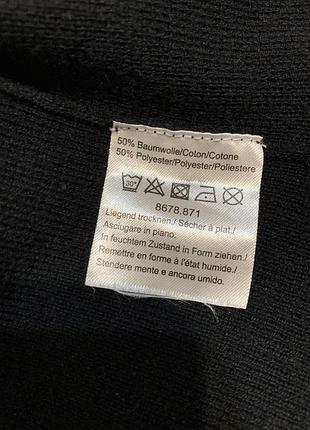 50% Baumwolle/Coton/Cotone
50% Polyester/Polyester/Poliestere
30°
8678.871
Liegend trocknen./ Sécher à plat./
Asciugare in piano.
In feuchtem Zustand in Form ziehen./
Remettre en forme à l'état humide./
Stendere mente e ancora umido.